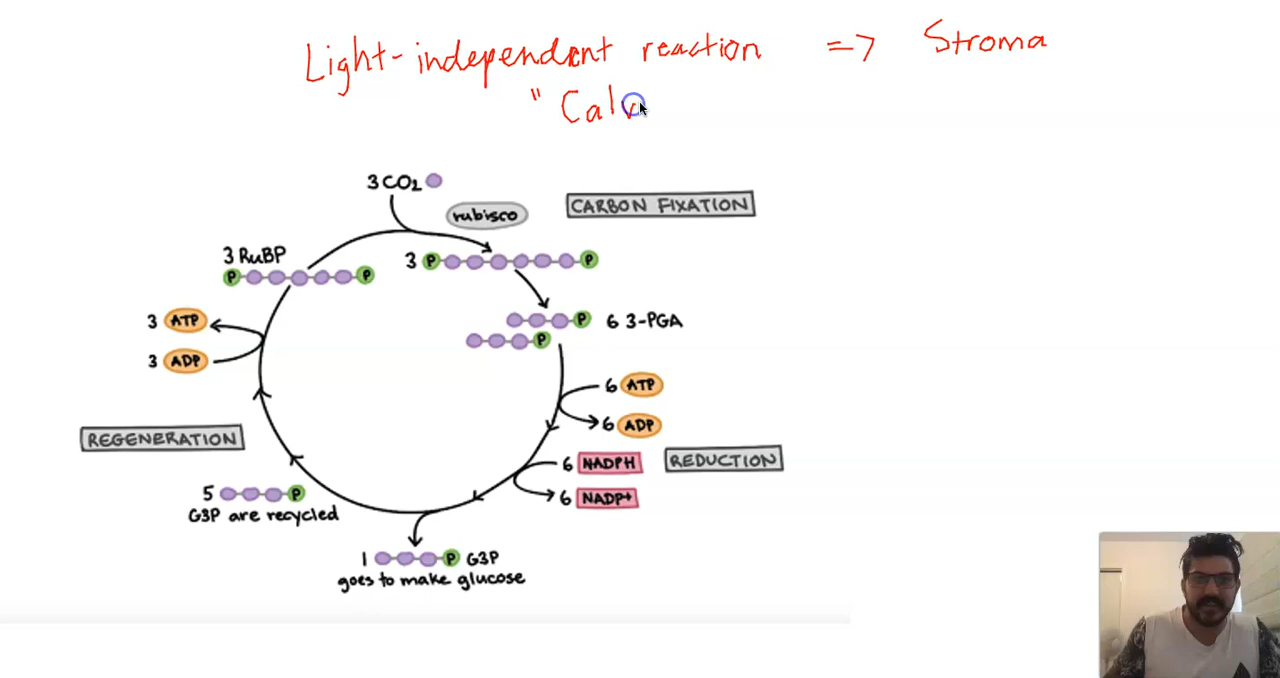 Light-independent reaction => Stroma
" Calv
3 CO2
rubisco
CARBON FIXATION
3 RuBP
P P
3 P P
P 6 3-PGA
P
3 ATP
3 ADP
6 ATP
6 ADP
REGENERATION
6 NADPH
REDUCTION
6 NADP+
5 P
G3P are recycled
1 P G3P
goes to make glucose